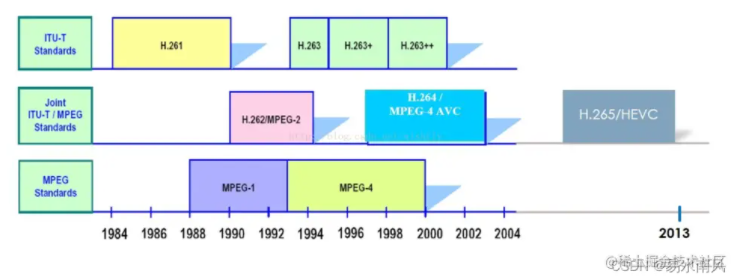 ITU-T
Standards
H.261
H.263
H.263+
H.263++
Joint
ITU-T / MPEG
Standards
H.262/MPEG-2
H.264 /
MPEG-4 AVC
H.265/HEVC
MPEG
Standards
MPEG-1
MPEG-4
1984
1986
1988
1990
1992
1994
1996
1998
2000
2002
2004
2013
@稀土掘金技术社区
CSDN @易水南风